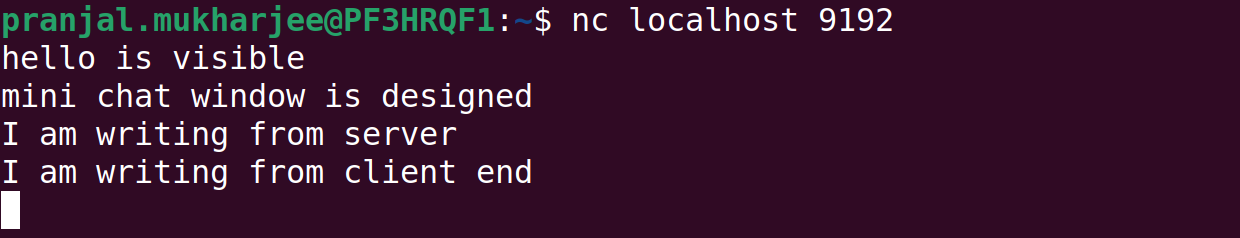 pranjal.mukharjee@PF3HRQF1:~$ nc localhost 9192
hello is visible
mini chat window is designed
I am writing from server
I am writing from client end